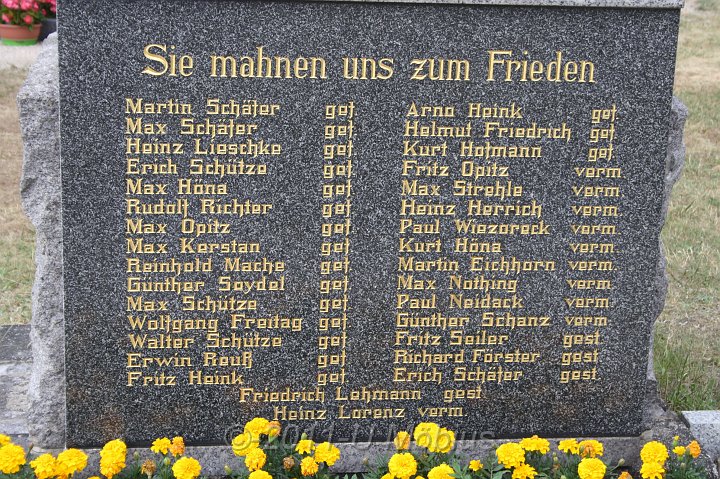 Sie mahnen uns zum Frieden
Martin Schäfer gef.
Max Schäfer gef.
Heinz Lieschke gef.
Erich Schütze gef.
Max Höna gef.
Rudolf Richter gef.
Max Opitz gef.
Max Kerstan gef.
Reinhold Mache gef.
Günther Seydel gef.
Max Schütze gef.
Wolfgang Freitag gef.
Walter Schütze gef.
Erwin Reuß gef.
Fritz Heink gef.
Arno Heink gef.
Helmut Friedrich gef.
Kurt Hofmann gef.
Fritz Opitz verm.
Max Strehle verm.
Heinz Herrich verm.
Paul Wiezoreck verm.
Kurt Höna verm.
Martin Eichhorn verm.
Max Nothing verm.
Paul Neidack verm.
Günther Schanz verm.
Fritz Seiler gest.
Richard Förster gest.
Erich Schäfer gest.
Friedrich Lehmann gest
Heinz Lorenz verm.
©2011 U.Möbius